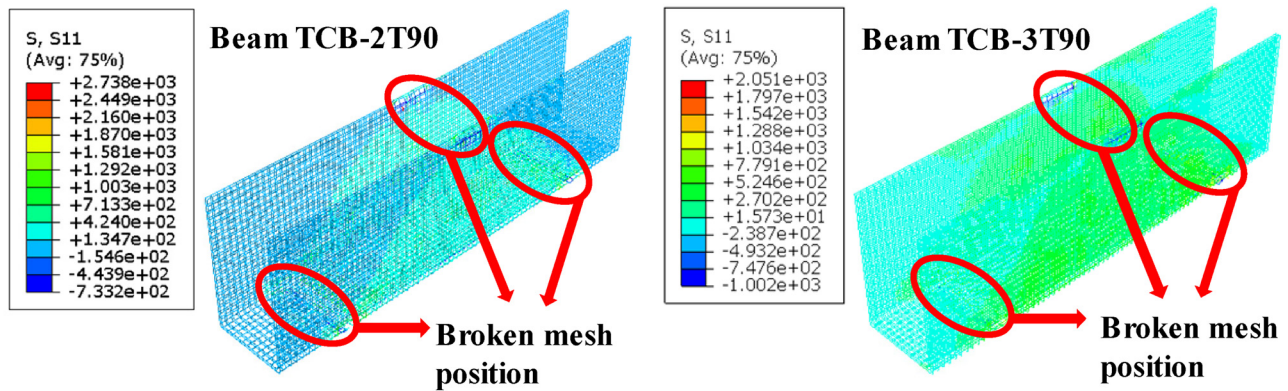 Beam TCB-2T90
S, S11
(Avg: 75%)
+2.738e+03
+2.449e+03
+2.160e+03
+1.870e+03
+1.581e+03
+1.292e+03
+1.003e+03
+7.133e+02
+4.240e+02
+1.347e+02
-1.546e+02
-4.439e+02
-7.332e+02
Broken mesh
position
Beam TCB-3T90
S, S11
(Avg: 75%)
+2.051e+03
+1.797e+03
+1.542e+03
+1.288e+03
+1.034e+03
+7.791e+02
+5.246e+02
+2.702e+02
+1.573e+01
-2.387e+02
-4.932e+02
-7.476e+02
-1.002e+03
Broken mesh
position